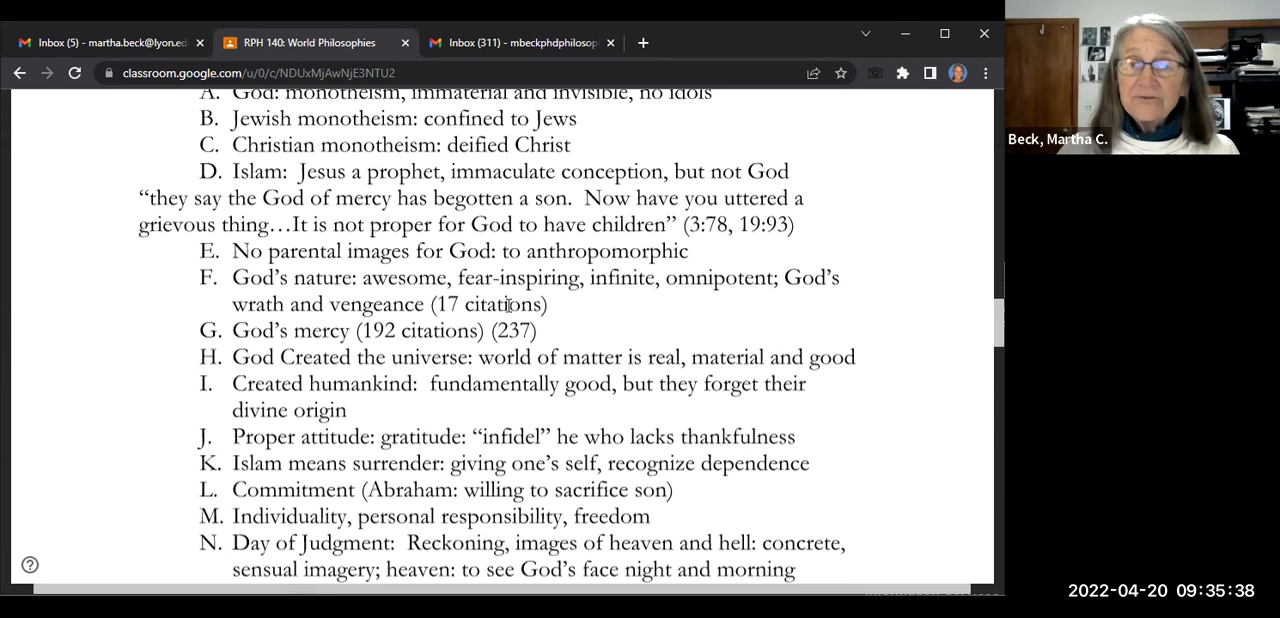 Inbox (5) - martha.beck@lyon.ed
RPH 140: World Philosophies
Inbox (311) - mbeckphdphilosop
classroom.google.com/u/0/c/NDUxMjAwNjE3NTU2
Beck, Martha C.
A. God: monotheism, immaterial and invisible, no idols
B. Jewish monotheism: confined to Jews
C. Christian monotheism: deified Christ
D. Islam: Jesus a prophet, immaculate conception, but not God
“they say the God of mercy has begotten a son. Now have you uttered a
grievous thing…It is not proper for God to have children” (3:78, 19:93)
E. No parental images for God: to anthropomorphic
F. God’s nature: awesome, fear-inspiring, infinite, omnipotent; God’s
wrath and vengeance (17 citations)
G. God’s mercy (192 citations) (237)
H. God Created the universe: world of matter is real, material and good
I. Created humankind: fundamentally good, but they forget their
divine origin
J. Proper attitude: gratitude: “infidel” he who lacks thankfulness
K. Islam means surrender: giving one’s self, recognize dependence
L. Commitment (Abraham: willing to sacrifice son)
M. Individuality, personal responsibility, freedom
N. Day of Judgment: Reckoning, images of heaven and hell: concrete,
sensual imagery; heaven: to see God’s face night and morning
2022-04-20 09:35:38